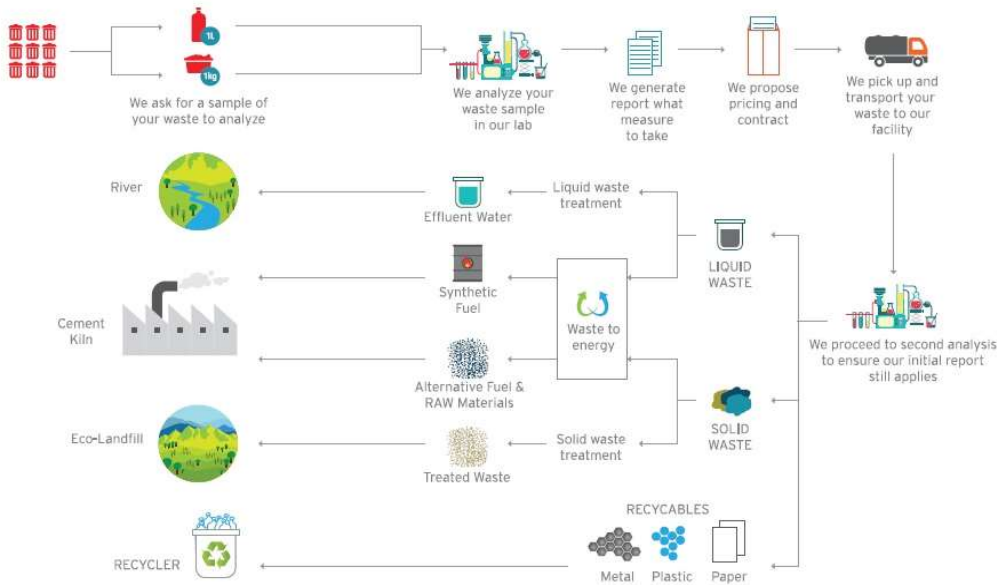 1L
1kg
We ask for a sample of
your waste to analyze
We analyze your
waste sample
in our lab
We generate
report what
measure
to take
We propose
pricing and
contract
We pick up and
transport your
waste to our
facility
River
Effluent Water
Liquid waste
treatment
LIQUID
WASTE
Synthetic
Fuel
Cement
Kiln
Waste to
energy
We proceed to second analysis
to ensure our initial report
still applies
Alternative Fuel &
RAW Materials
SOLID
WASTE
Eco-Landfill
Treated Waste
Solid waste
treatment
RECYCABLES
RECYCLER
Metal
Plastic
Paper